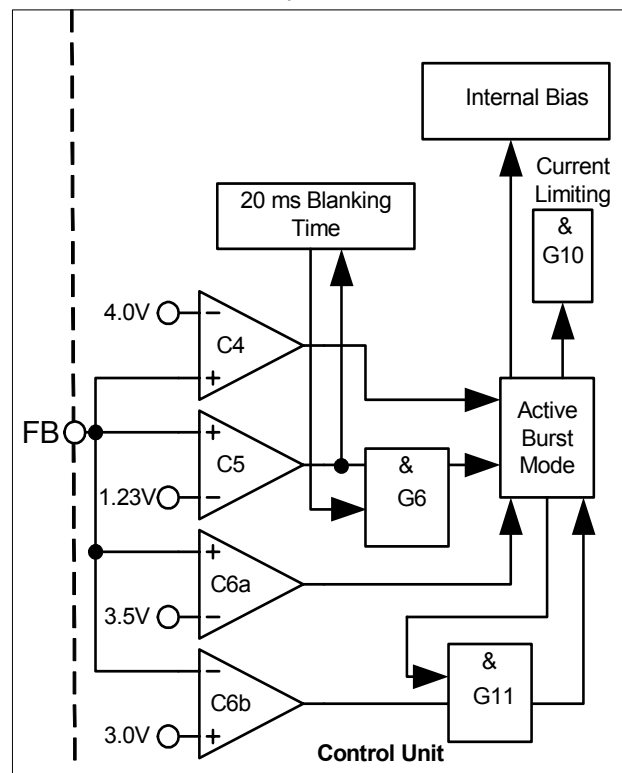 Internal Bias
Current
Limiting
20 ms Blanking
Time
&
G10
4.0V
−
C4
+
FB
+
C5
−
1.23V
&
G6
Active
Burst
Mode
+
C6a
−
3.5V
−
C6b
+
3.0V
&
G11
Control Unit